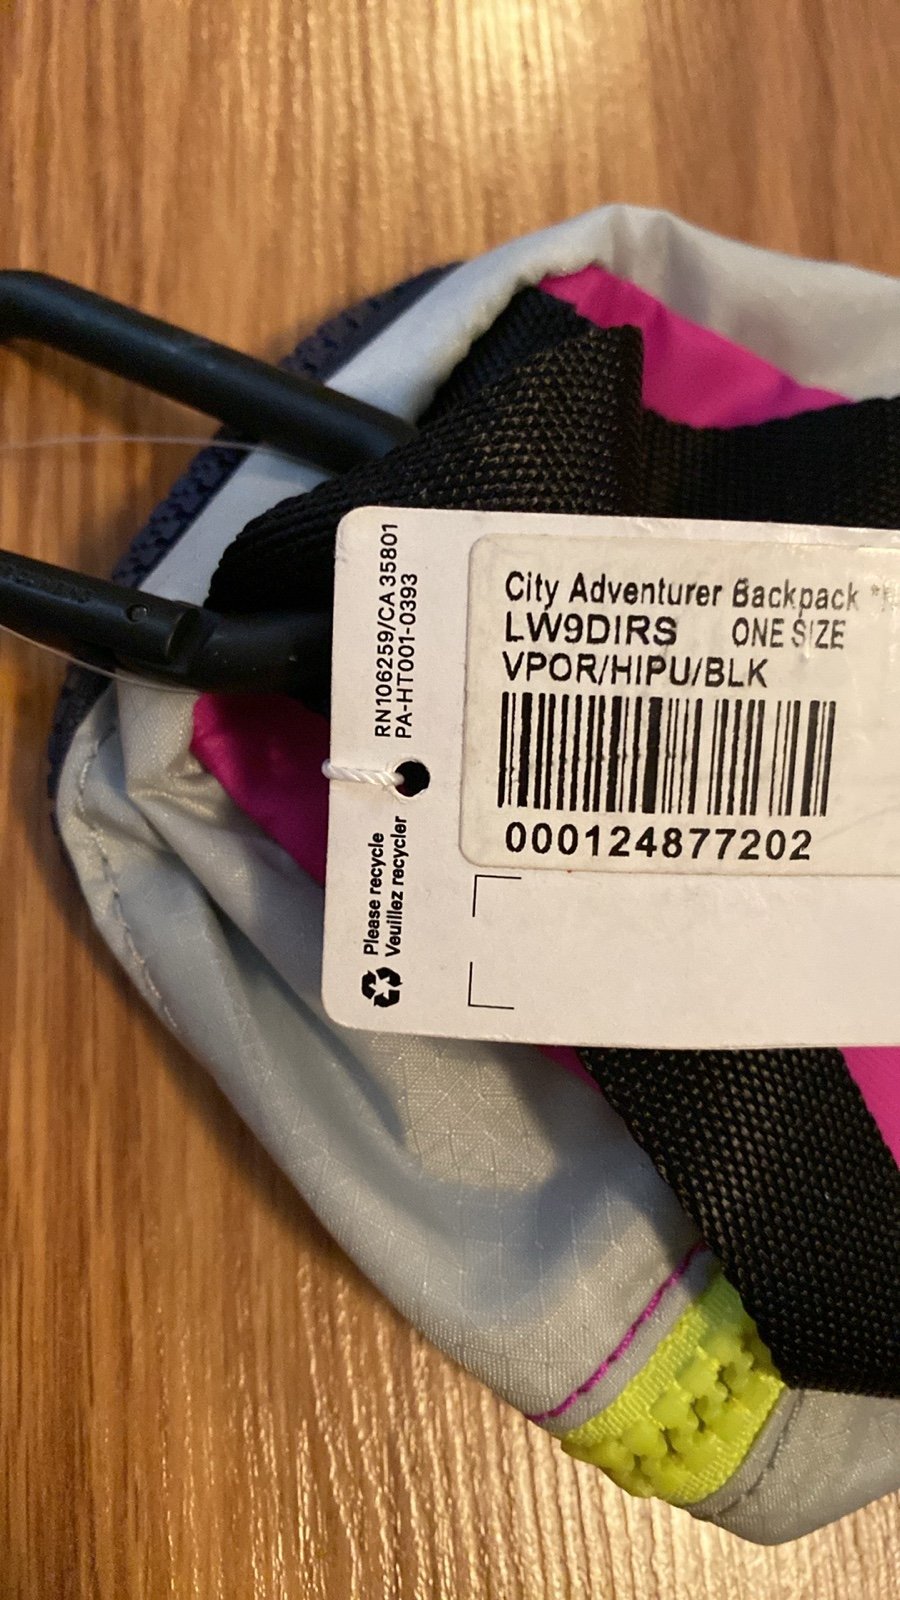 RN106259/CA 35801
PA-HT001-0393
City Adventurer Backpack
LW9DIRS ONE SIZE
VPOR/HIPU/BLK
000124877202
Please recycle
Veuillez recycler